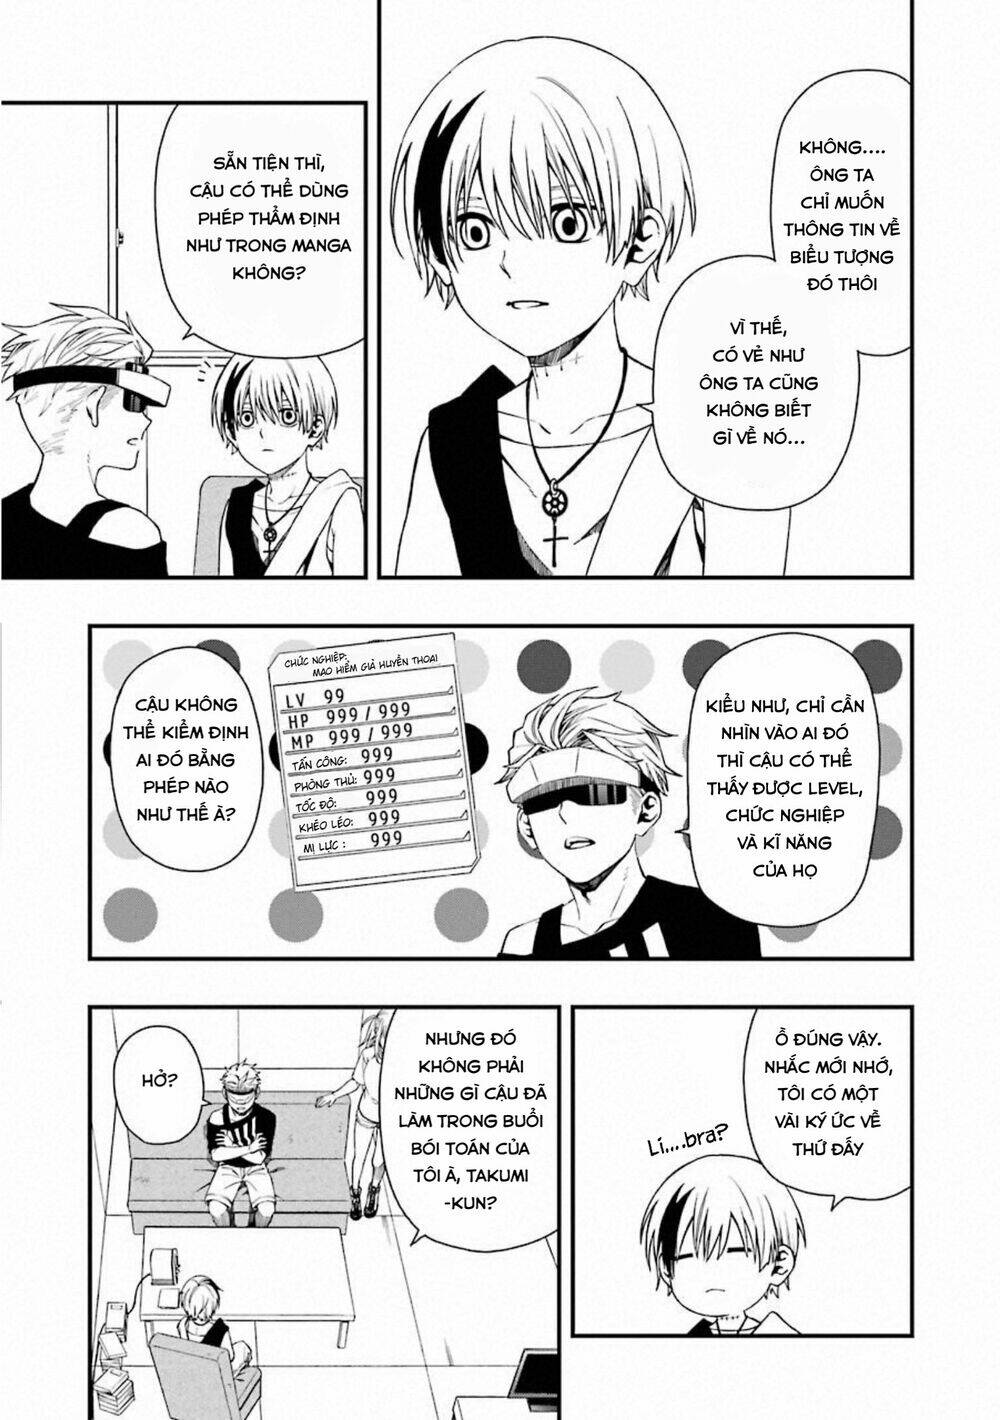 KHÔNG....
ÔNG TA
CHỈ MUỐN
THÔNG TIN VỀ
BIỂU TƯỢNG
ĐÓ THÔI
VÌ THẾ,
CÓ VẺ NHƯ
ÔNG TA CŨNG
KHÔNG BIẾT
GÌ VỀ NÓ...
SẴN TIỆN THÌ,
CẬU CÓ THỂ DÙNG
PHÉP THẨM ĐỊNH
NHƯ TRONG MANGA
KHÔNG?
KIỂU NHƯ, CHỈ CẦN
NHÌN VÀO AI ĐÓ
THÌ CẬU CÓ THỂ
THẤY ĐƯỢC LEVEL,
CHỨC NGHIỆP
VÀ KĨ NĂNG
CỦA HỌ
CHỨC NGHIỆP:
MẠO HIỂM GIẢ HUYỀN THOẠI
LV 99
HP 999 / 999
MP 999 / 999
TẤN CÔNG: 999
PHÒNG THỦ: 999
TỐC ĐỘ: 999
KHÉO LÉO: 999
MỊ LỰC : 999
CẬU KHÔNG
THỂ KIỂM ĐỊNH
AI ĐÓ BẰNG
PHÉP NÀO
NHƯ THẾ À?
Ồ ĐÚNG VẬY.
NHẮC MỚI NHỚ,
TÔI CÓ MỘT
VÀI KÝ ỨC VỀ
THỨ ĐẤY
Li....bra?
NHƯNG ĐÓ
KHÔNG PHẢI
NHỮNG GÌ CẬU ĐÃ
LÀM TRONG BUỔI
BÓI TOÁN CỦA
TÔI À, TAKUMI
-KUN?
HỞ?